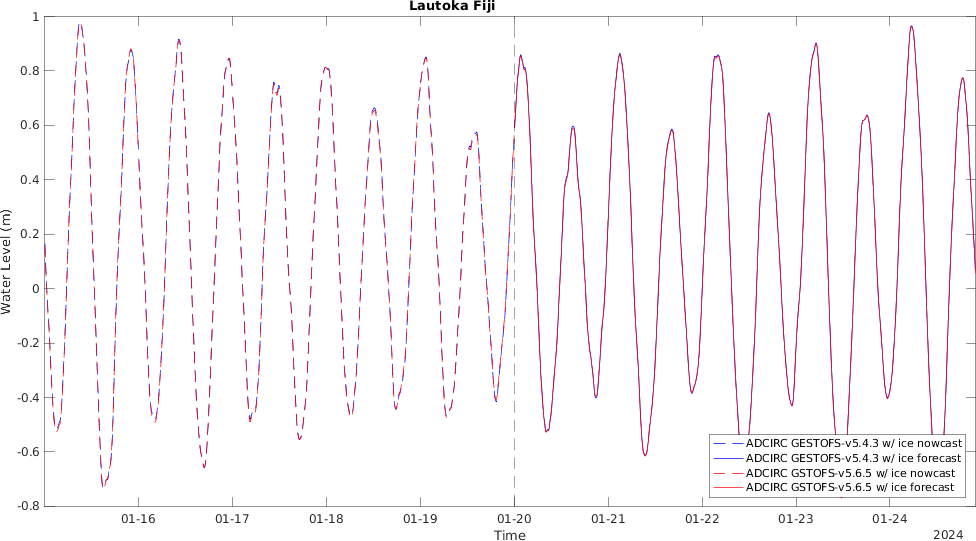 Lautoka Fiji
1
0.8
0.6
0.4
0.2
0
-0.2
-0.4
-0.6
-0.8
Water Level (m)
ADCIRC GESTOFS-v5.4.3 w/ ice nowcast
ADCIRC GESTOFS-v5.4.3 w/ ice forecast
ADCIRC GSTOFS-v5.6.5 w/ ice nowcast
ADCIRC GSTOFS-v5.6.5 w/ ice forecast
01-16 01-17 01-18 01-19 01-20 01-21 01-22 01-23 01-24
Time
2024